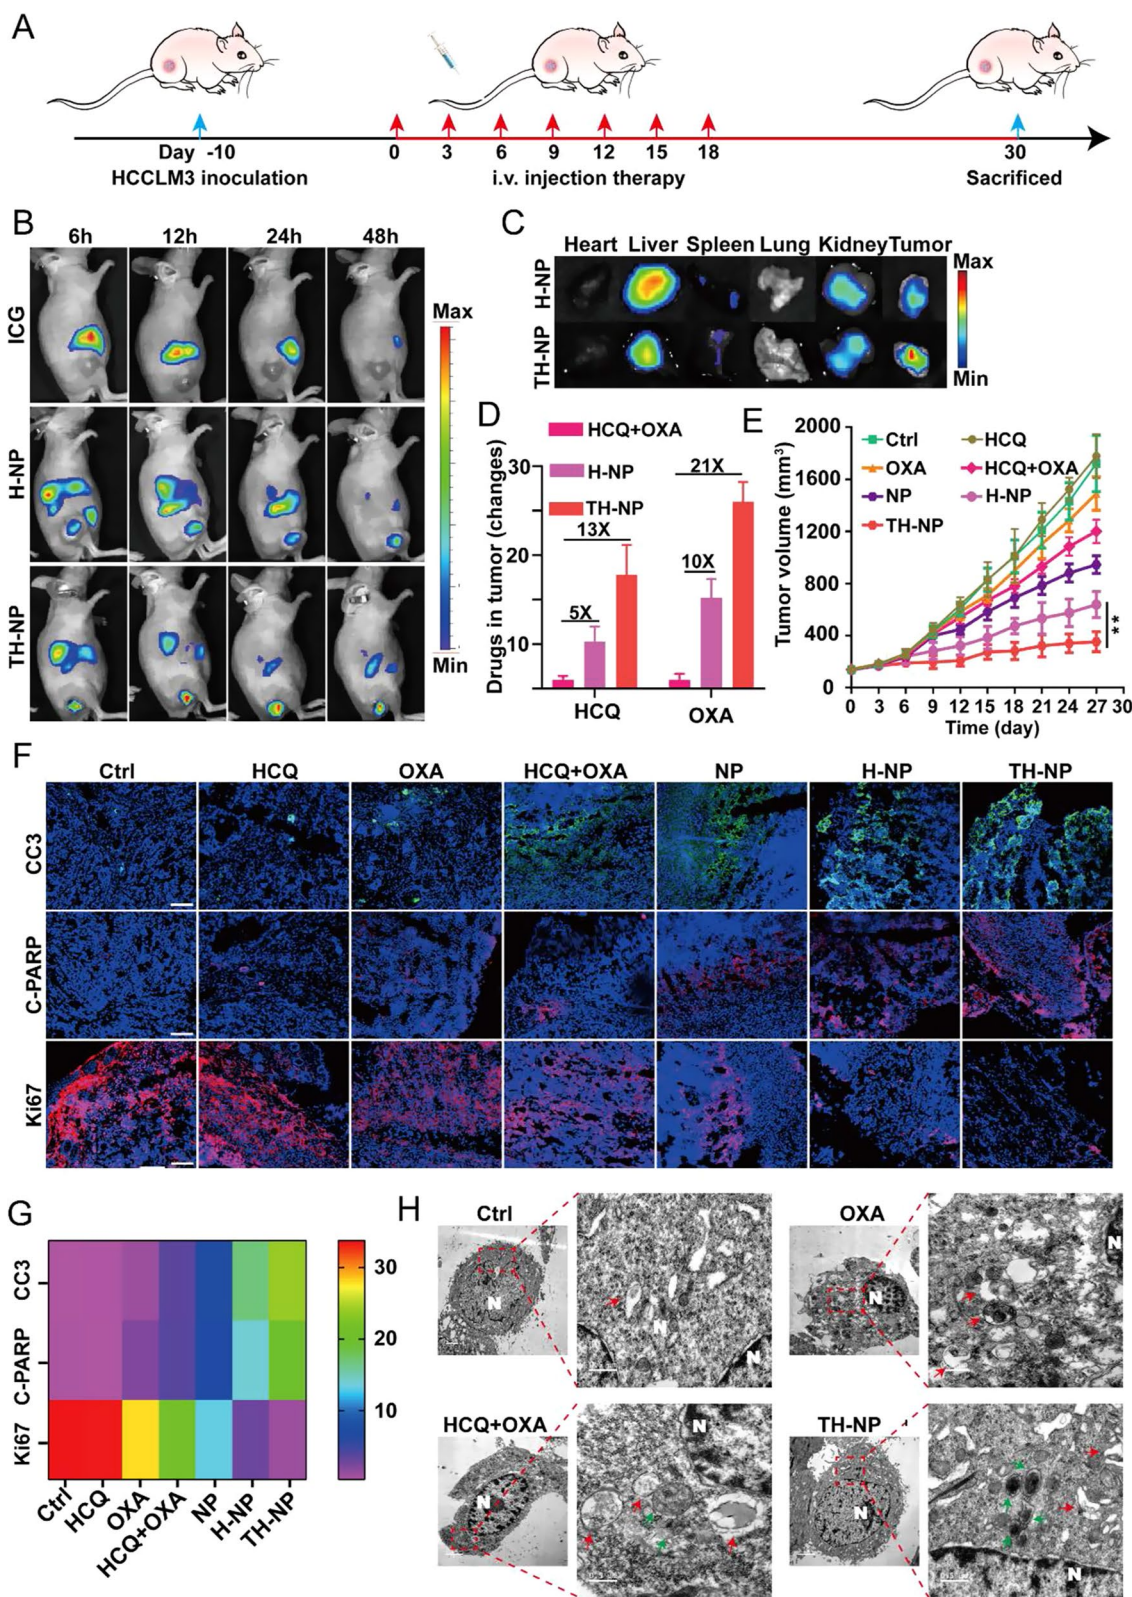 A
0 3 6 9 12 15 18 30
Day -10
HCCLM3 inoculation i.v. injection therapy Sacrificed
B
6h 12h 24h 48h
ICG
H-NP
TH-NP
Max
Min
C
Heart Liver Spleen Lung Kidney Tumor
H-NP
TH-NP
Max
Min
D
HCQ+OXA
H-NP
TH-NP
Drugs in tumor (changes)
30
20
10
5X
13X
10X
21X
HCQ OXA
E
Ctrl HCQ
OXA HCQ+OXA
NP H-NP
TH-NP
Tumor volume (mm3)
2000
1600
1200
800
400
0
**
0 3 6 9 12 15 18 21 24 27 30
Time (day)
F
Ctrl HCQ OXA HCQ+OXA NP H-NP TH-NP
CC3
C-PARP
Ki67
G
CC3
C-PARP
Ki67
30
20
10
Ctrl HCQ OXA HCQ+OXA NP H-NP TH-NP
H
Ctrl OXA
N N N N N
HCQ+OXA TH-NP
N N N N